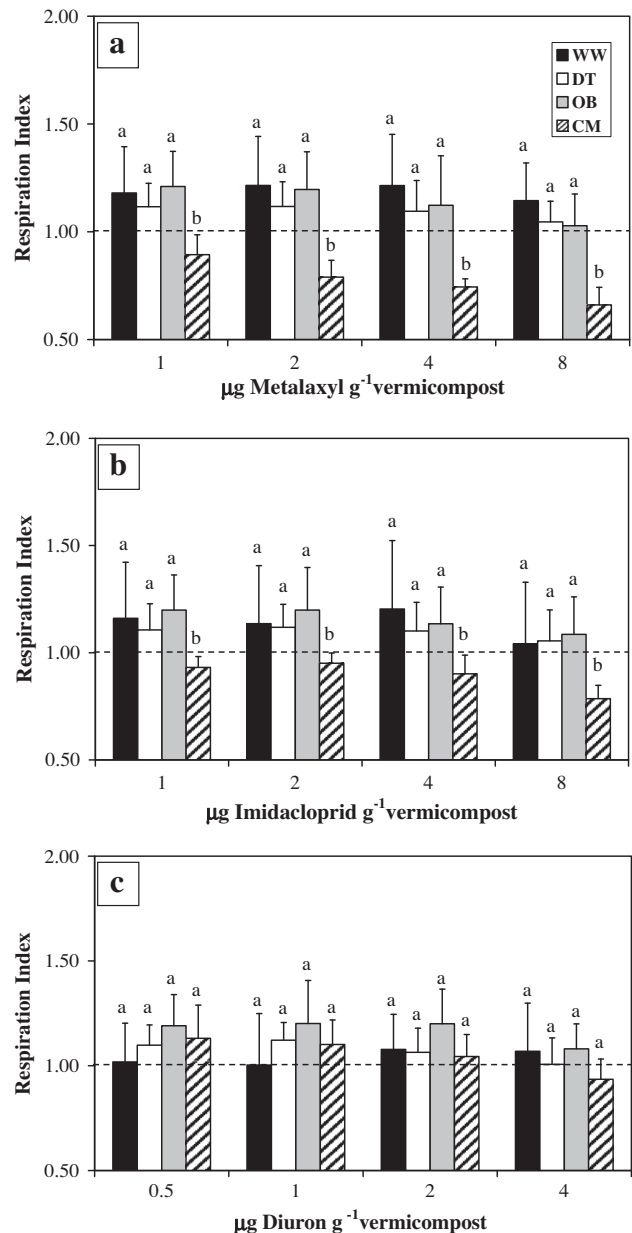 a
2.00
1.50
1.00
0.50
Respiration Index
WW
DT
OB
CM
a a a b
a a a b
a a a b
a a a b
1 2 4 8
µg Metalaxyl g-1vermicompost
b
2.00
1.50
1.00
0.50
Respiration Index
a a a b
a a a b
a a a b
a a a b
1 2 4 8
µg Imidacloprid g-1vermicompost
c
2.00
1.50
1.00
0.50
Respiration Index
a a a a
a a a a
a a a a
a a a a
0.5 1 2 4
µg Diuron g-1vermicompost